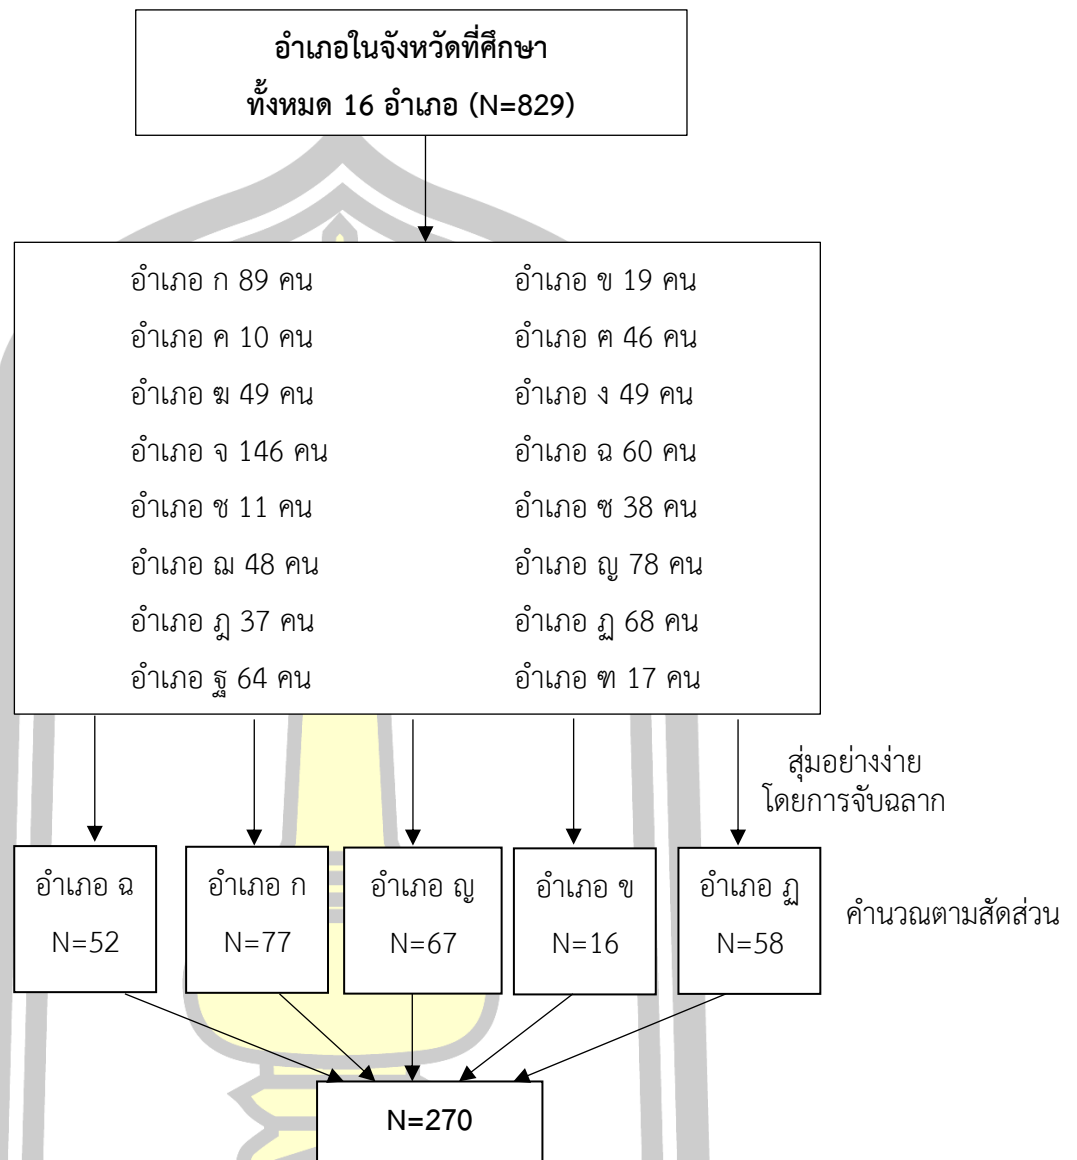 อำเภอในจังหวัดที่ศึกษา
ทั้งหมด 16 อำเภอ (N=829)
อำเภอ ก 89 คน
อำเภอ ข 19 คน
อำเภอ ค 10 คน
อำเภอ ฅ 46 คน
อำเภอ ฆ 49 คน
อำเภอ ง 49 คน
อำเภอ จ 146 คน
อำเภอ ฉ 60 คน
อำเภอ ช 11 คน
อำเภอ ซ 38 คน
อำเภอ ฌ 48 คน
อำเภอ ญ 78 คน
อำเภอ ฎ 37 คน
อำเภอ ฏ 68 คน
อำเภอ ฐ 64 คน
อำเภอ ฑ 17 คน
สุ่มอย่างง่าย
โดยการจับฉลาก
อำเภอ ฉ
N=52
อำเภอ ก
N=77
อำเภอ ญ
N=67
อำเภอ ข
N=16
อำเภอ ฏ
N=58
คำนวณตามสัดส่วน
N=270